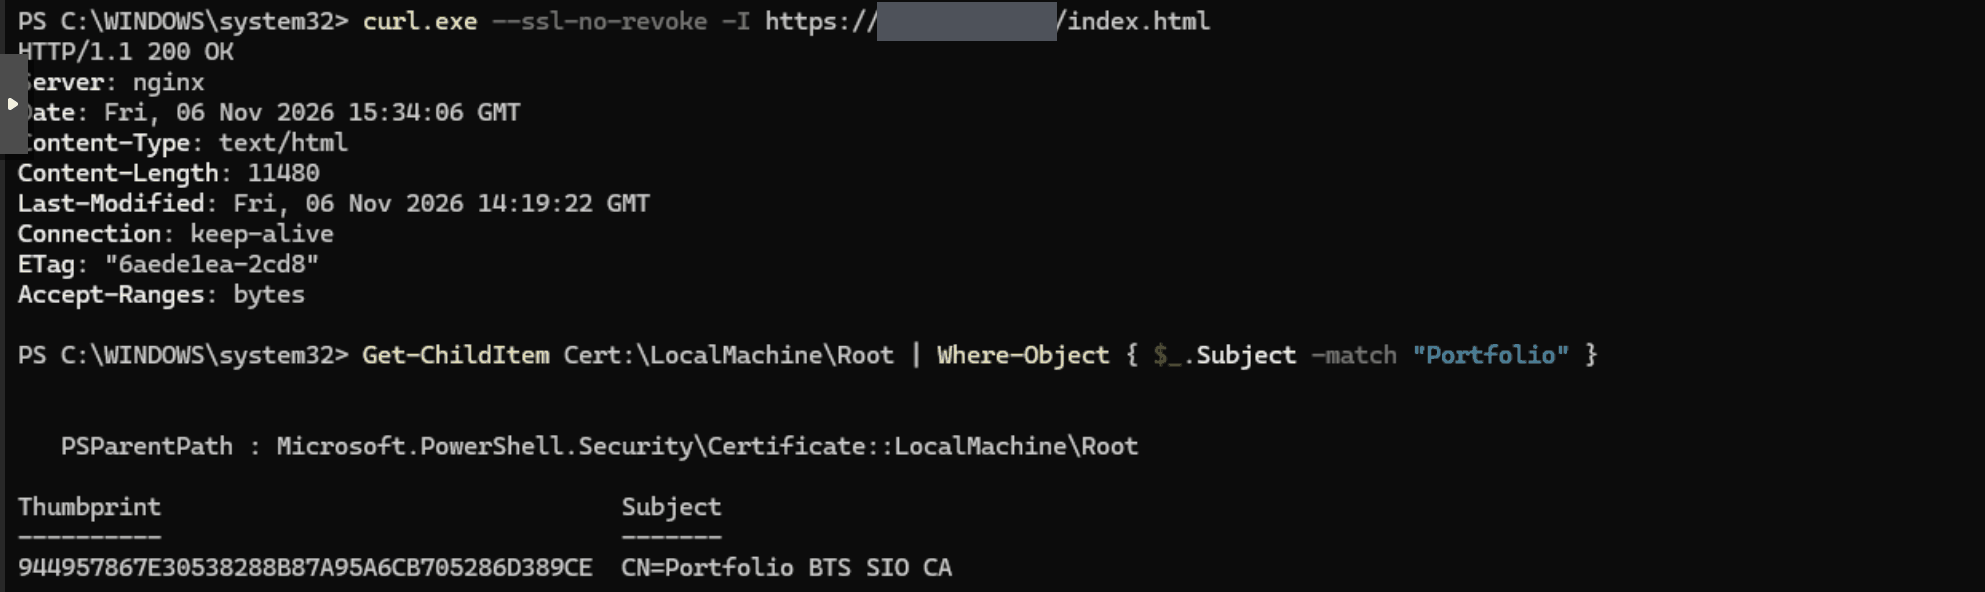 PS C:\WINDOWS\system32> curl.exe --ssl-no-revoke -I https:// /index.html
HTTP/1.1 200 OK
Server: nginx
Date: Fri, 06 Nov 2026 15:34:06 GMT
Content-Type: text/html
Content-Length: 11480
Last-Modified: Fri, 06 Nov 2026 14:19:22 GMT
Connection: keep-alive
ETag: "6aede1ea-2cd8"
Accept-Ranges: bytes
PS C:\WINDOWS\system32> Get-ChildItem Cert:\LocalMachine\Root | Where-Object { $_.Subject -match "Portfolio" }
PSParentPath : Microsoft.PowerShell.Security\Certificate::LocalMachine\Root
Thumbprint Subject
---------- -------
944957867E30538288B87A95A6CB705286D389CE CN=Portfolio BTS SIO CA